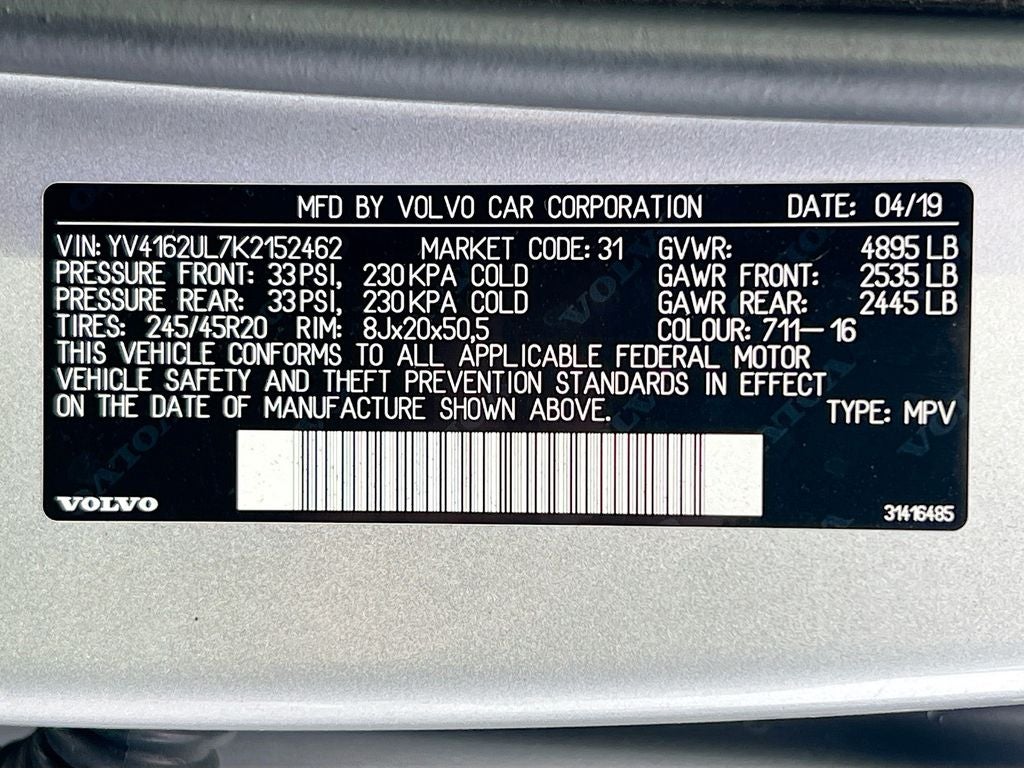 MFD BY VOLVO CAR CORPORATION DATE: 04/19
VIN: YV4162UL7K2152462 MARKET CODE: 31 GVWR: 4895 LB
PRESSURE FRONT: 33 PSI, 230 KPA COLD GAWR FRONT: 2535 LB
PRESSURE REAR: 33 PSI, 230 KPA COLD GAWR REAR: 2445 LB
TIRES: 245/45R20 RIM: 8Jx20x50,5 COLOUR: 711-16
THIS VEHICLE CONFORMS TO ALL APPLICABLE FEDERAL MOTOR
VEHICLE SAFETY AND THEFT PREVENTION STANDARDS IN EFFECT
ON THE DATE OF MANUFACTURE SHOWN ABOVE. TYPE: MPV
VOLVO 31416485